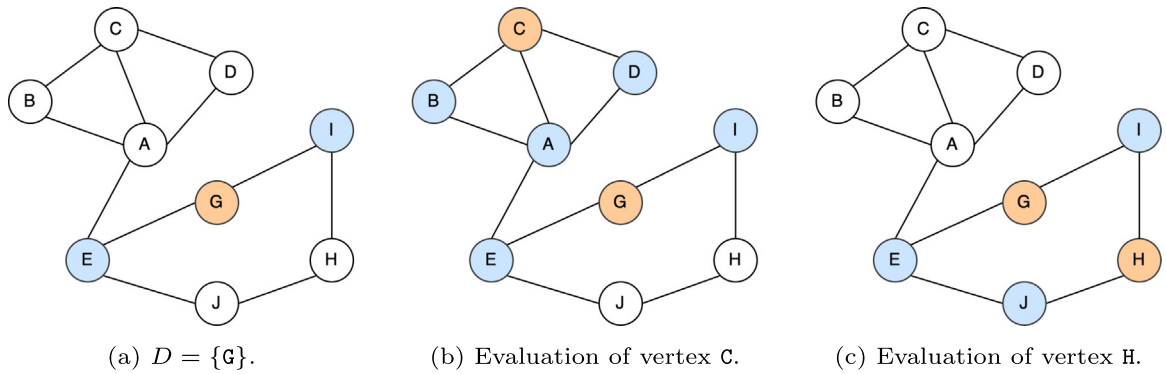 C
D
B
I
A
G
E
H
J
C
D
B
I
A
G
E
H
J
C
D
B
I
A
G
E
H
J
(a) D = {G}.
(b) Evaluation of vertex C.
(c) Evaluation of vertex H.